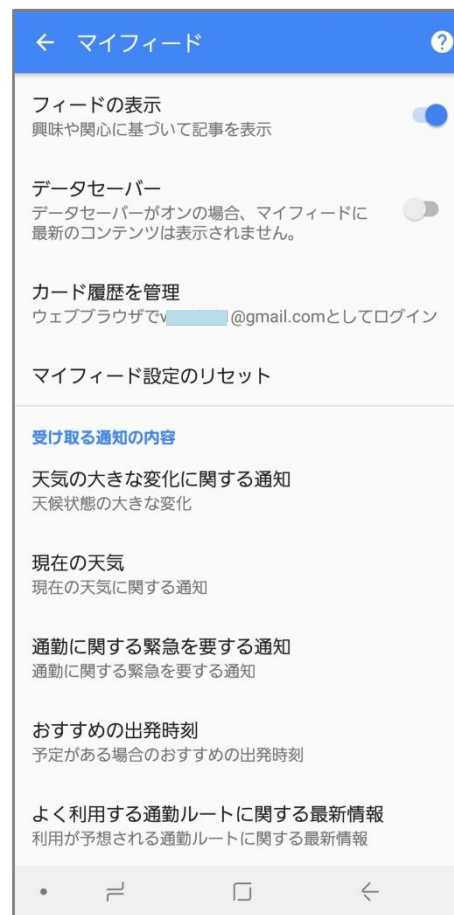 マイフィード
フィードの表示
興味や関心に基づいて記事を表示
データセーバー
データセーバーがオンの場合、マイフィードに
最新のコンテンツは表示されません。
カード履歴を管理
ウェブブラウザで @gmail.comとしてログイン
マイフィード設定のリセット
受け取る通知の内容
天気の大きな変化に関する通知
天候状態の大きな変化
現在の天気
現在の天気に関する通知
通勤に関する緊急を要する通知
通勤に関する緊急を要する通知
おすすめの出発時刻
予定がある場合のおすすめの出発時刻
よく利用する通勤ルートに関する最新情報
利用が予想される通勤ルートに関する最新情報